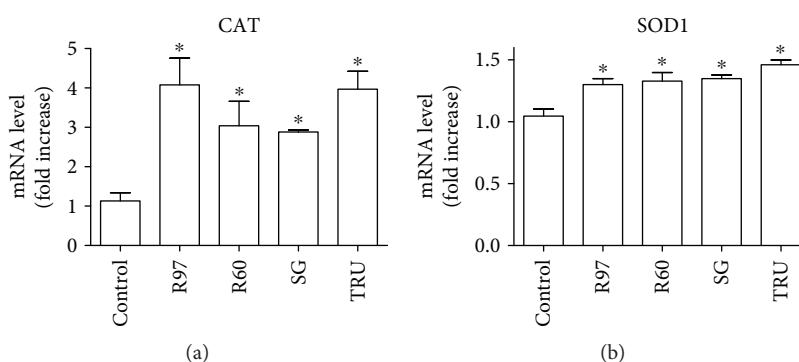 CAT
mRNA level
(fold increase)
5
4
3
2
1
0
*
*
*
*
Control
R97
R60
SG
TRU
(a)
SOD1
mRNA level
(fold increase)
1.5
1.0
0.5
0.0
*
*
*
*
Control
R97
R60
SG
TRU
(b)